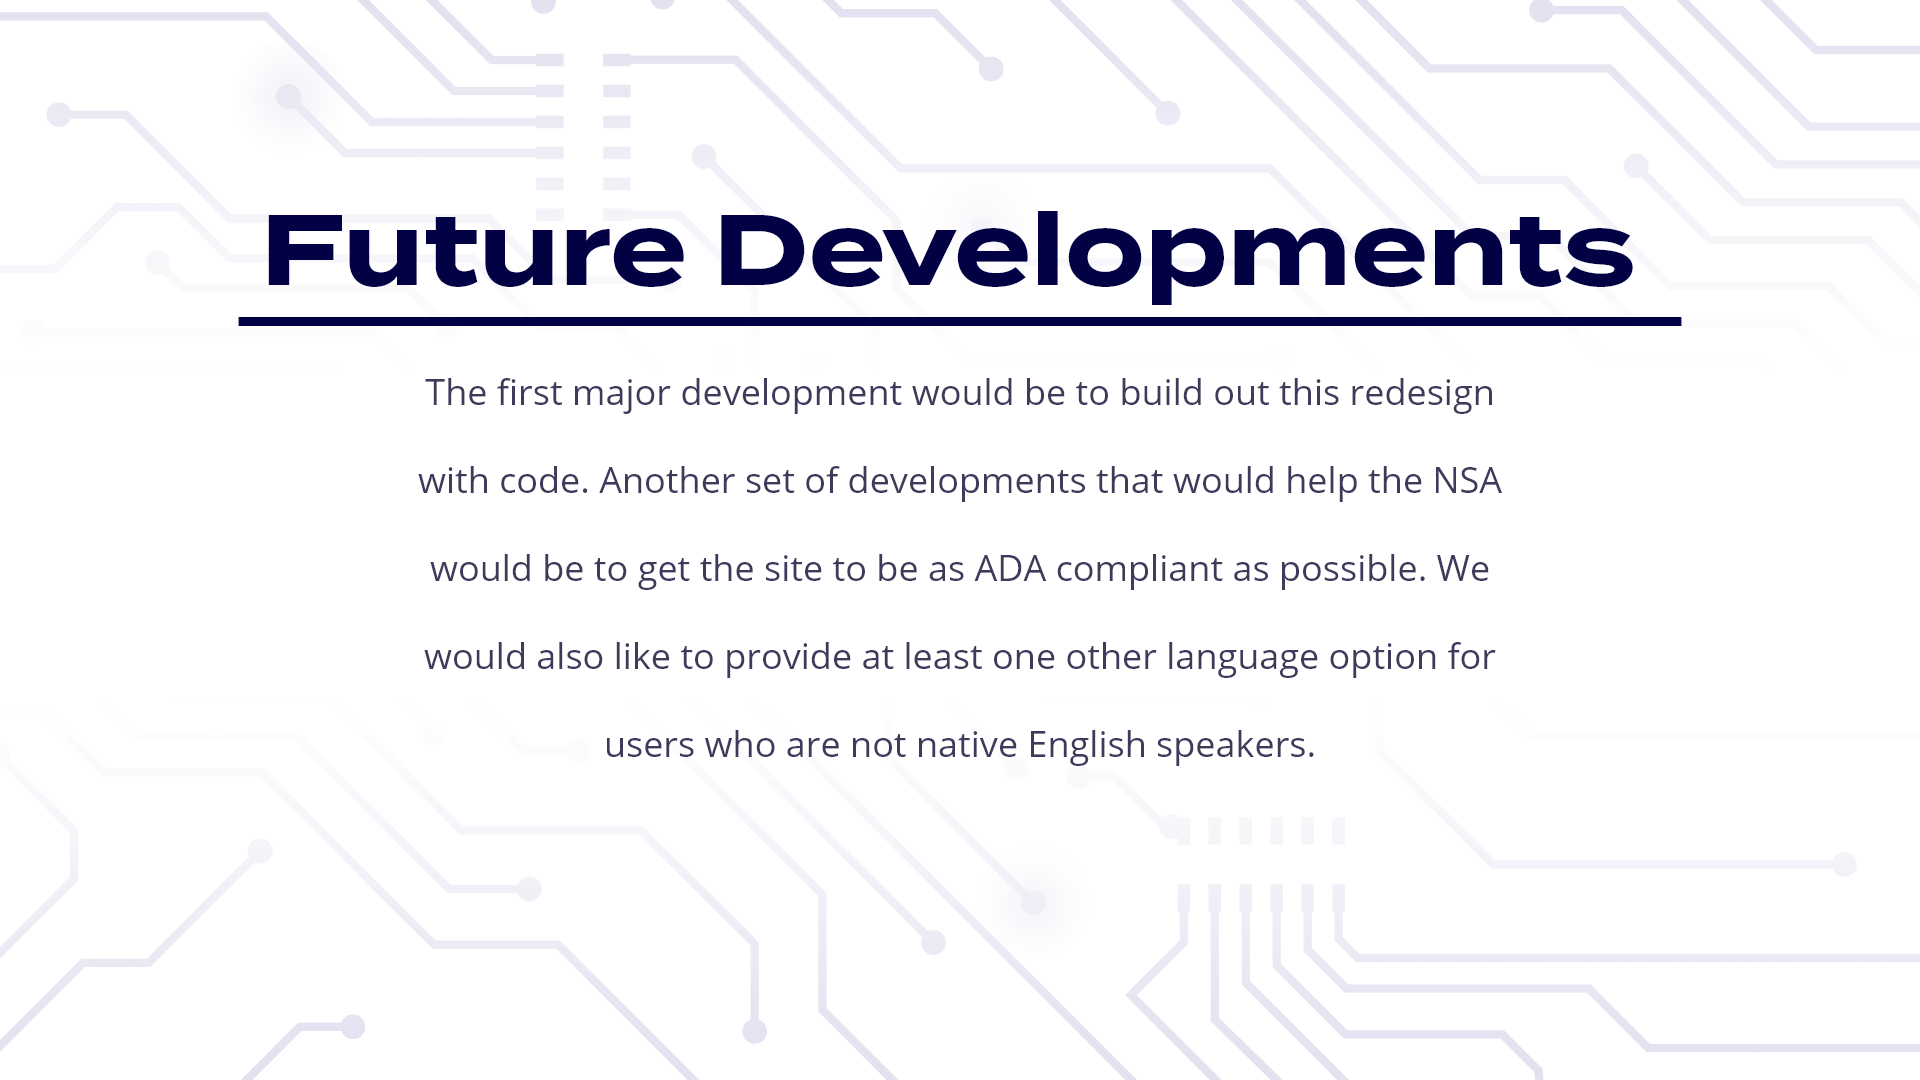 Future Developments
The first major development would be to build out this redesign
with code. Another set of developments that would help the NSA
would be to get the site to be as ADA compliant as possible. We
would also like to provide at least one other language option for
users who are not native English speakers.